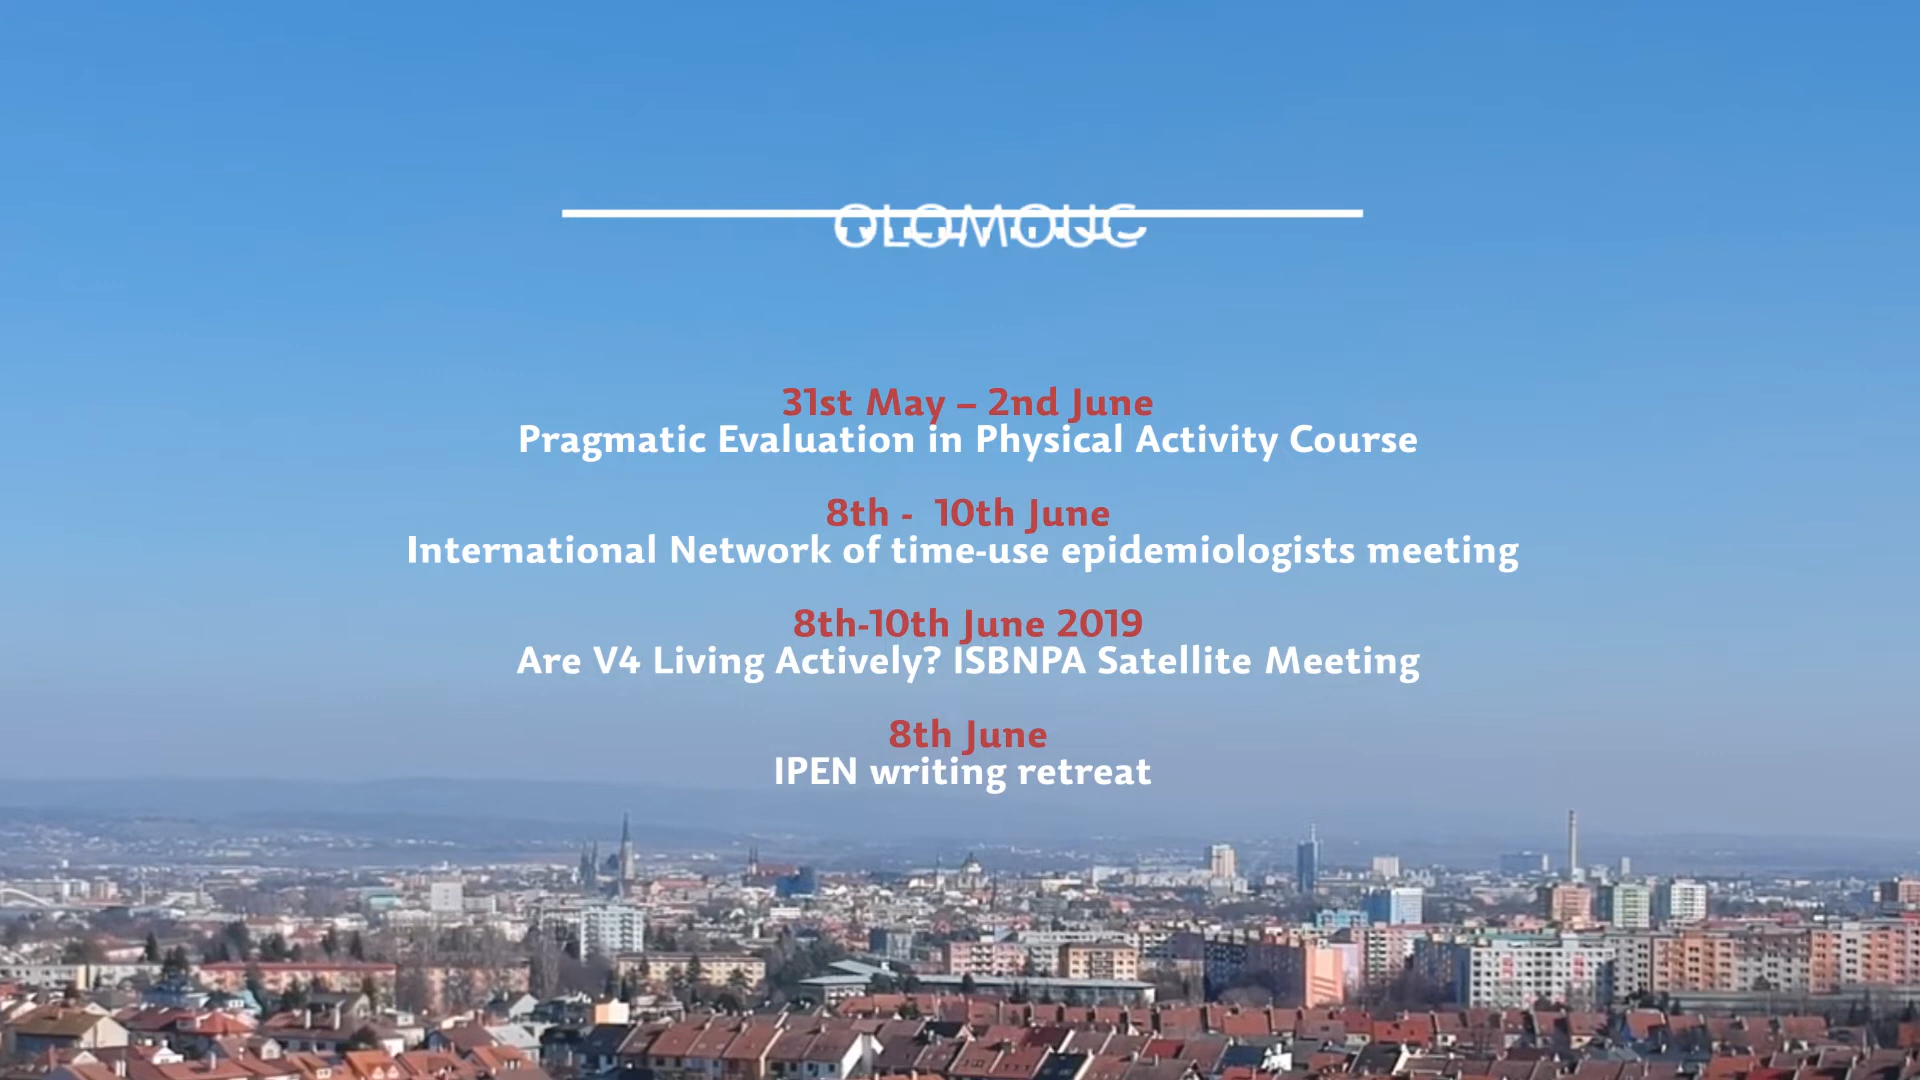 OLOMOUC
31st May – 2nd June
Pragmatic Evaluation in Physical Activity Course
8th - 10th June
International Network of time-use epidemiologists meeting
8th-10th June 2019
Are V4 Living Actively? ISBNPA Satellite Meeting
8th June
IPEN writing retreat